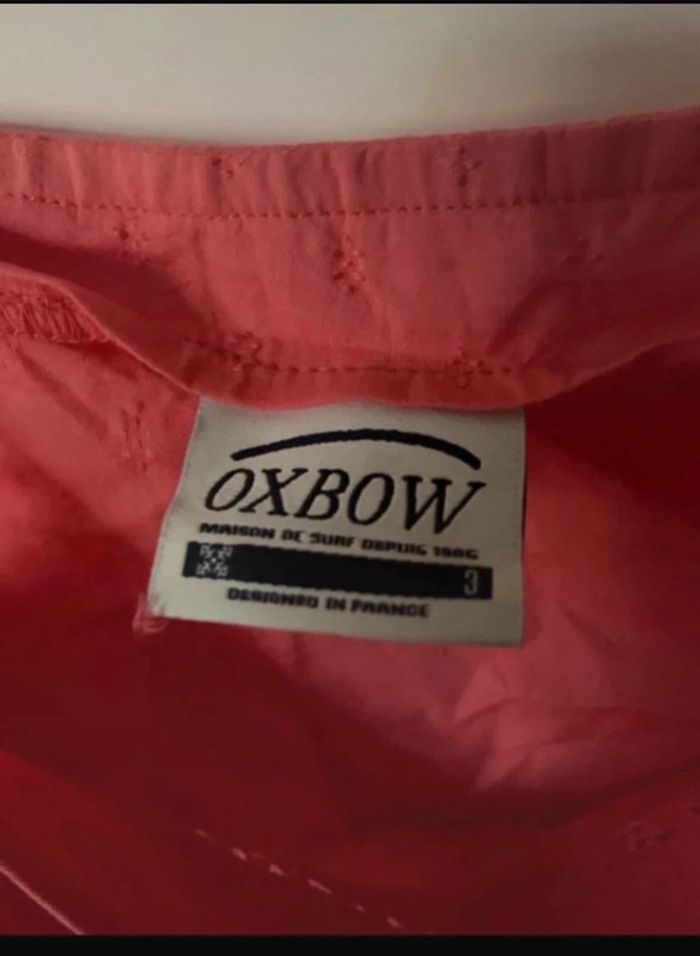 OXBOW
MAISON DE SURF DEPUIS 1985
3
DESIGNED IN FRANCE